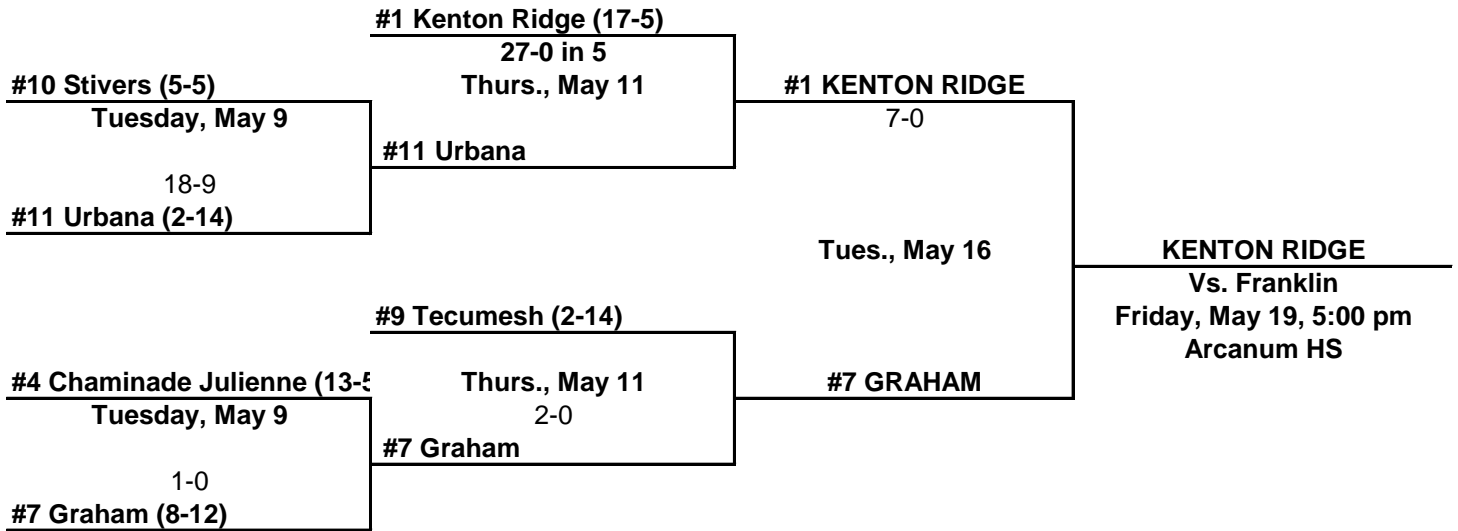 #1 Kenton Ridge (17-5)
27-0 in 5
Thurs., May 11
#10 Stivers (5-5)
Tuesday, May 9
18-9
#11 Urbana (2-14)
#11 Urbana
#1 KENTON RIDGE
7-0
Tues., May 16
KENTON RIDGE
Vs. Franklin
Friday, May 19, 5:00 pm
Arcanum HS
#9 Tecumesh (2-14)
Thurs., May 11
2-0
#4 Chaminade Julienne (13-5
Tuesday, May 9
1-0
#7 Graham (8-12)
#7 Graham
#7 GRAHAM